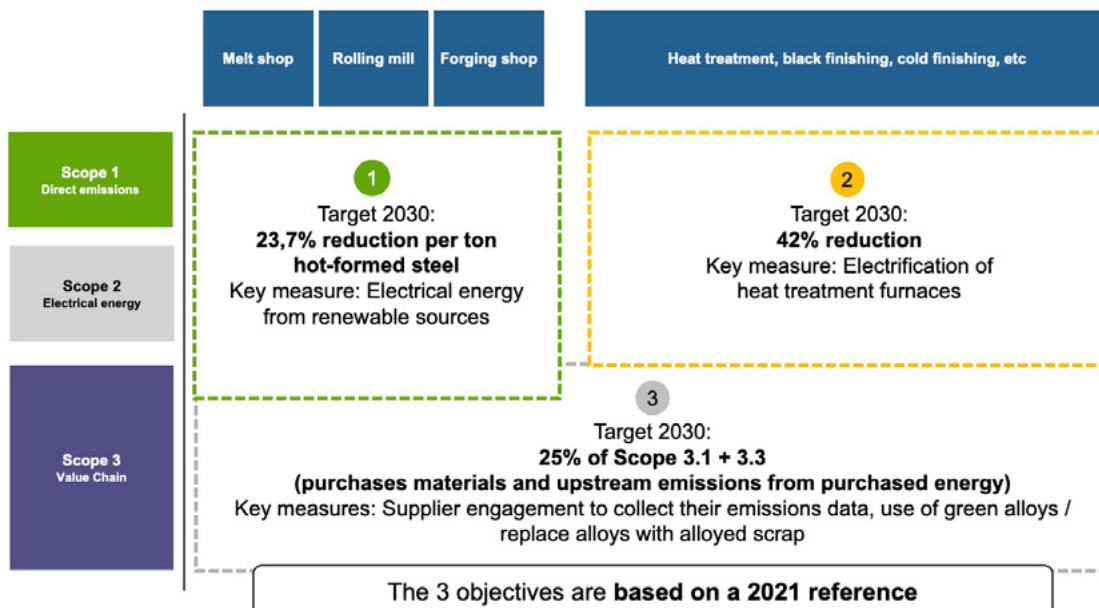 Melt shop
Rolling mill
Forging shop
Heat treatment, black finishing, cold finishing, etc
Scope 1
Direct emissions
Scope 2
Electrical energy
Scope 3
Value Chain
1
Target 2030:
23,7% reduction per ton
hot-formed steel
Key measure: Electrical energy
from renewable sources
2
Target 2030:
42% reduction
Key measure: Electrification of
heat treatment furnaces
3
Target 2030:
25% of Scope 3.1 + 3.3
(purchases materials and upstream emissions from purchased energy)
Key measures: Supplier engagement to collect their emissions data, use of green alloys /
replace alloys with alloyed scrap
The 3 objectives are based on a 2021 reference